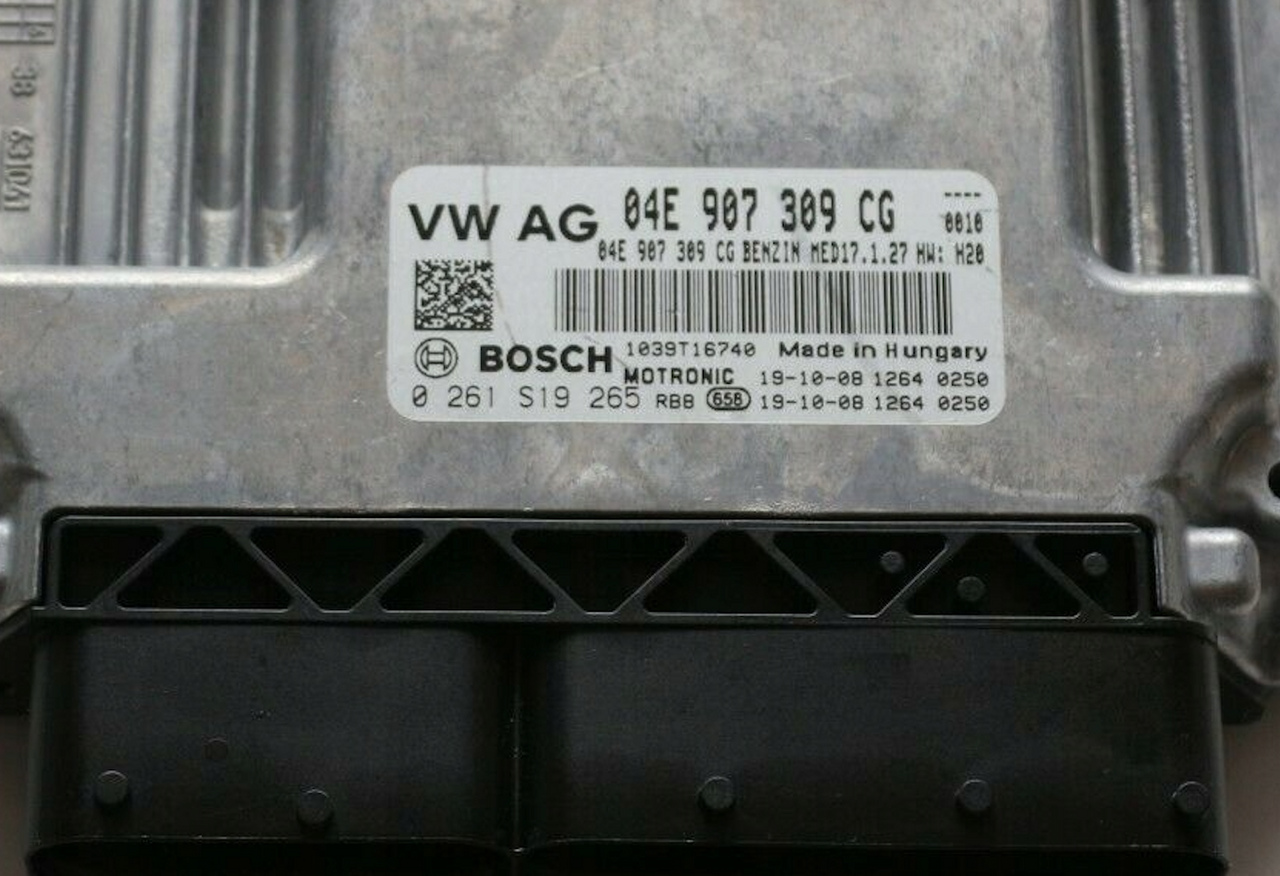 VW AG 04E 907 309 CG ----
0010
04E 907 309 CG BENZIN MED17.1.27 HW: H20
1039T16740 Made in Hungary
BOSCH
MOTRONIC 19-10-08 1264 0250
0 261 S19 265 RBB 658 19-10-08 1264 0250